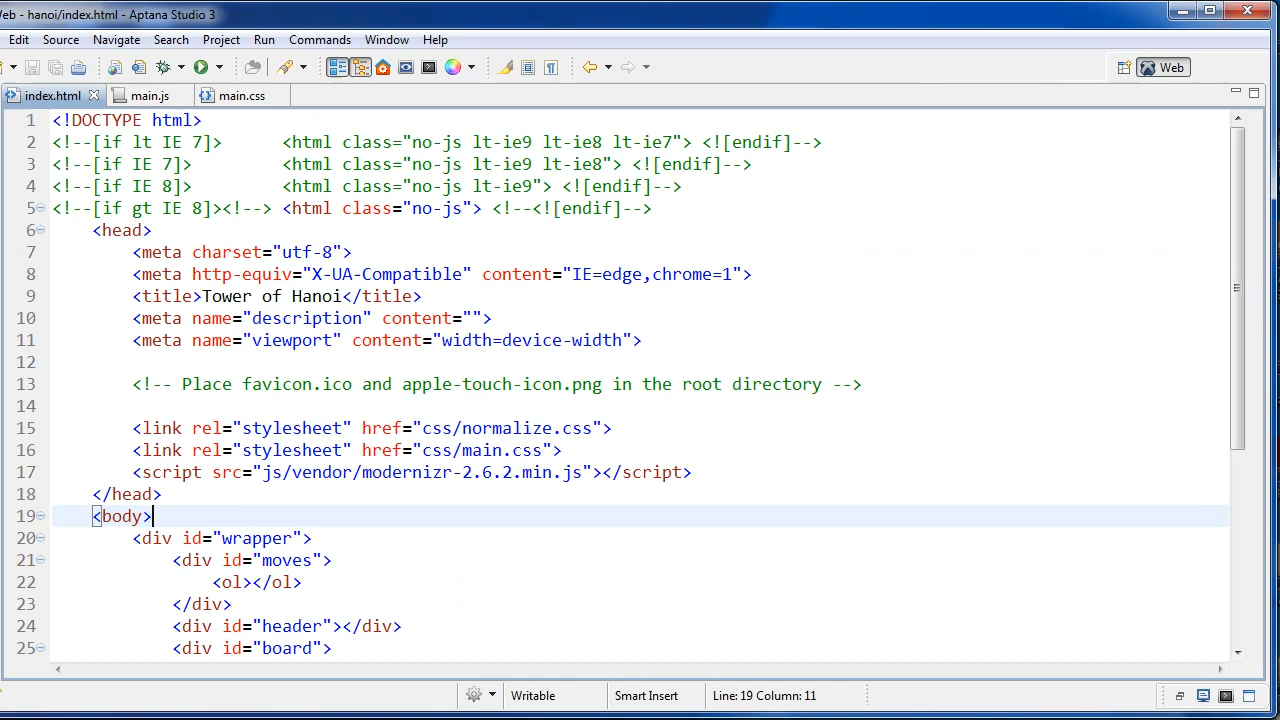 Web - hanoi/index.html - Aptana Studio 3
Edit Source Navigate Search Project Run Commands Window Help
Web
index.html main.js main.css
1 <!DOCTYPE html>
2 <!--[if lt IE 7]>      <html class="no-js lt-ie9 lt-ie8 lt-ie7"> <![endif]-->
3 <!--[if IE 7]>         <html class="no-js lt-ie9 lt-ie8"> <![endif]-->
4 <!--[if IE 8]>         <html class="no-js lt-ie9"> <![endif]-->
5 <!--[if gt IE 8]><!--> <html class="no-js"> <!--<![endif]-->
6     <head>
7         <meta charset="utf-8">
8         <meta http-equiv="X-UA-Compatible" content="IE=edge,chrome=1">
9         <title>Tower of Hanoi</title>
10         <meta name="description" content="">
11         <meta name="viewport" content="width=device-width">
12
13         <!-- Place favicon.ico and apple-touch-icon.png in the root directory -->
14
15         <link rel="stylesheet" href="css/normalize.css">
16         <link rel="stylesheet" href="css/main.css">
17         <script src="js/vendor/modernizr-2.6.2.min.js"></script>
18     </head>
19     <body>
20         <div id="wrapper">
21             <div id="moves">
22                 <ol></ol>
23             </div>
24             <div id="header"></div>
25             <div id="board">
Writable Smart Insert Line: 19 Column: 11